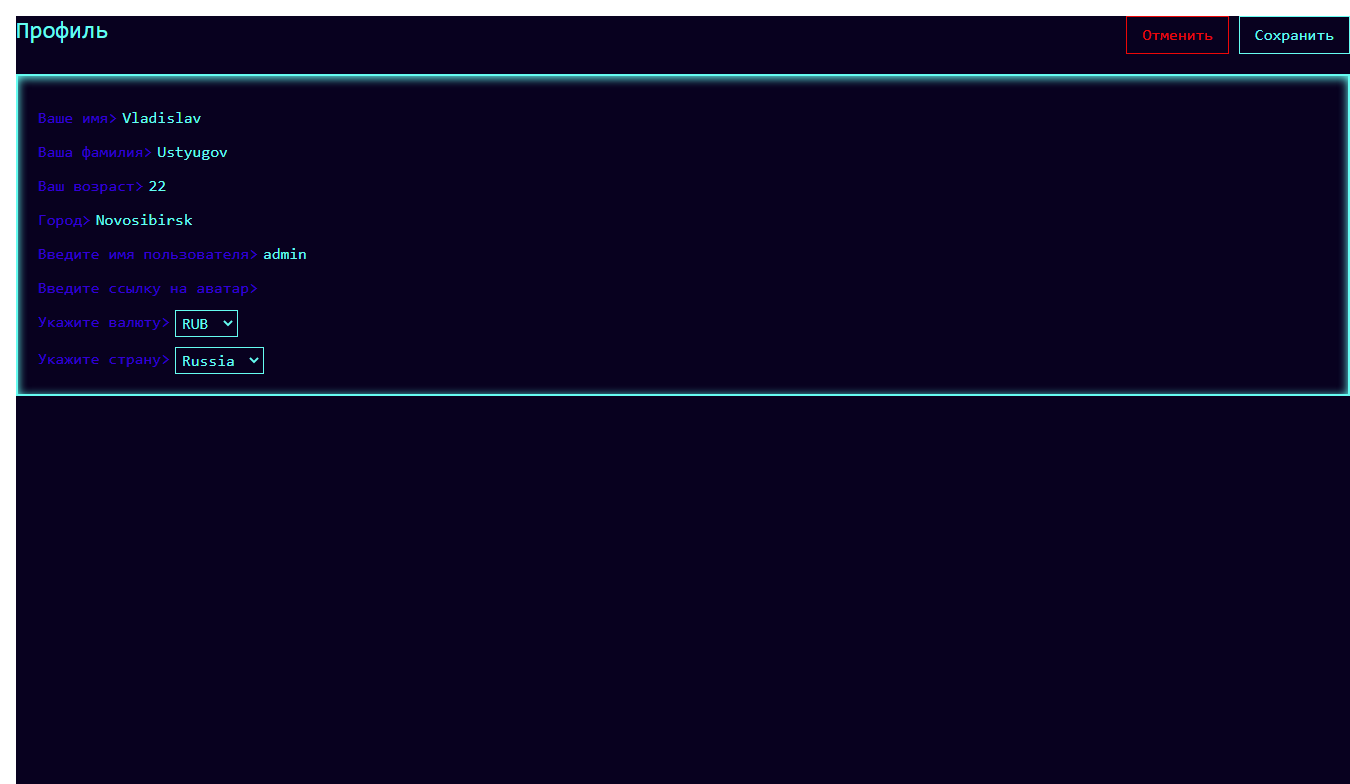 Профиль
Отменить Сохранить
Ваше имя> Vladislav
Ваша фамилия> Ustyugov
Ваш возраст> 22
Город> Novosibirsk
Введите имя пользователя> admin
Введите ссылку на аватар>
Укажите валюту> RUB
Укажите страну> Russia